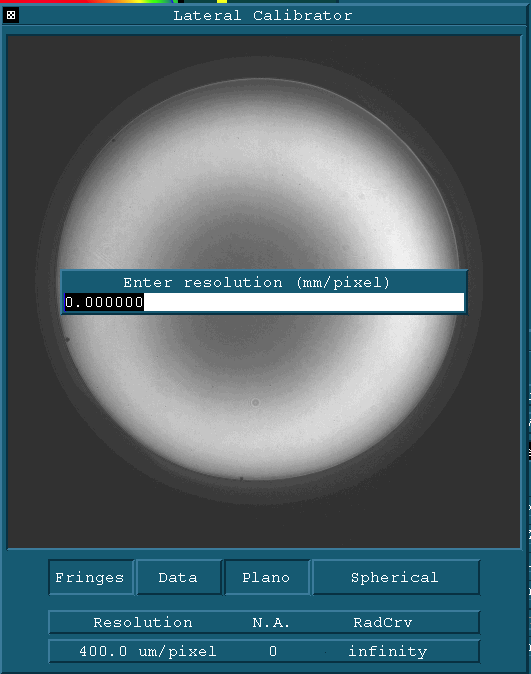 Lateral Calibrator
Enter resolution (mm/pixel)
0.000000
Fringes Data Plano Spherical
Resolution N.A. RadCrv
400.0 um/pixel 0 infinity